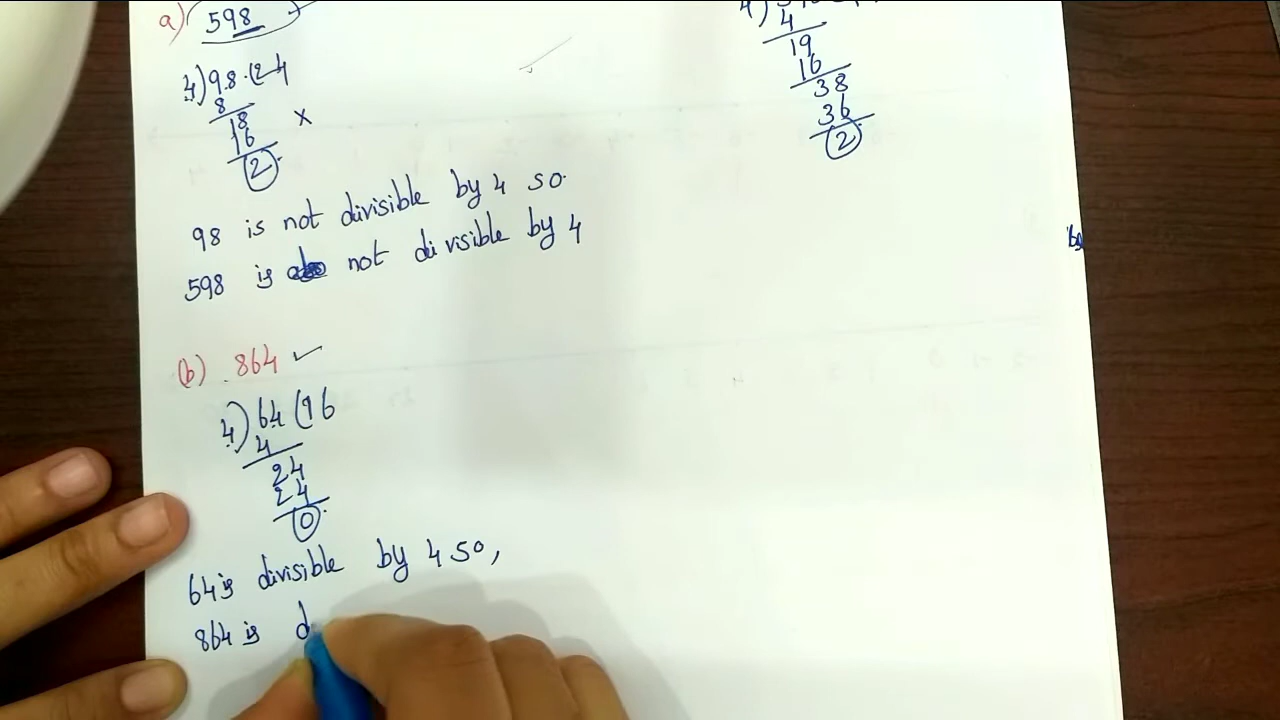 a) 598
4)98(24
8
18
16 x
2
98 is not divisible by 4 so
598 is not divisible by 4
(b) 864 ✓
4)64(16
4
24
24
0
64 is divisible by 4 so,
864 is d
4
19
16
38
36
2